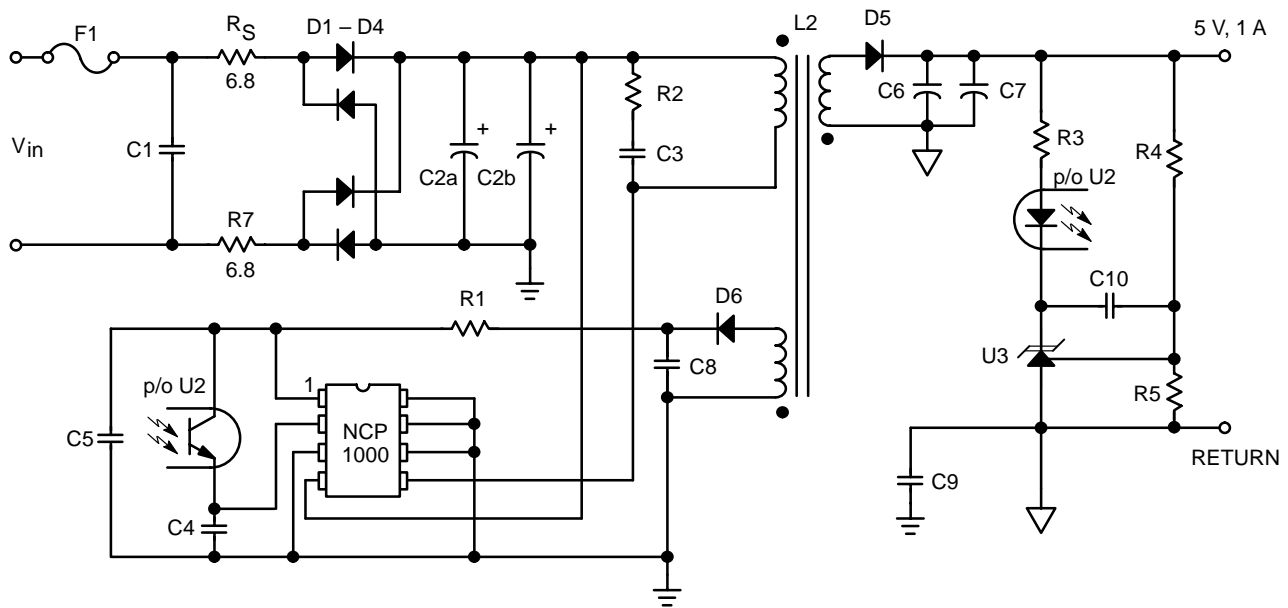 F1
RS
6.8
D1 – D4
L2
D5
5 V, 1 A
Vin
C1
C2a
+
C2b
+
R2
C3
C6
C7
R3
R4
p/o U2
R7
6.8
C10
R1
D6
C8
U3
R5
p/o U2
1
NCP
1000
C5
C4
C9
RETURN